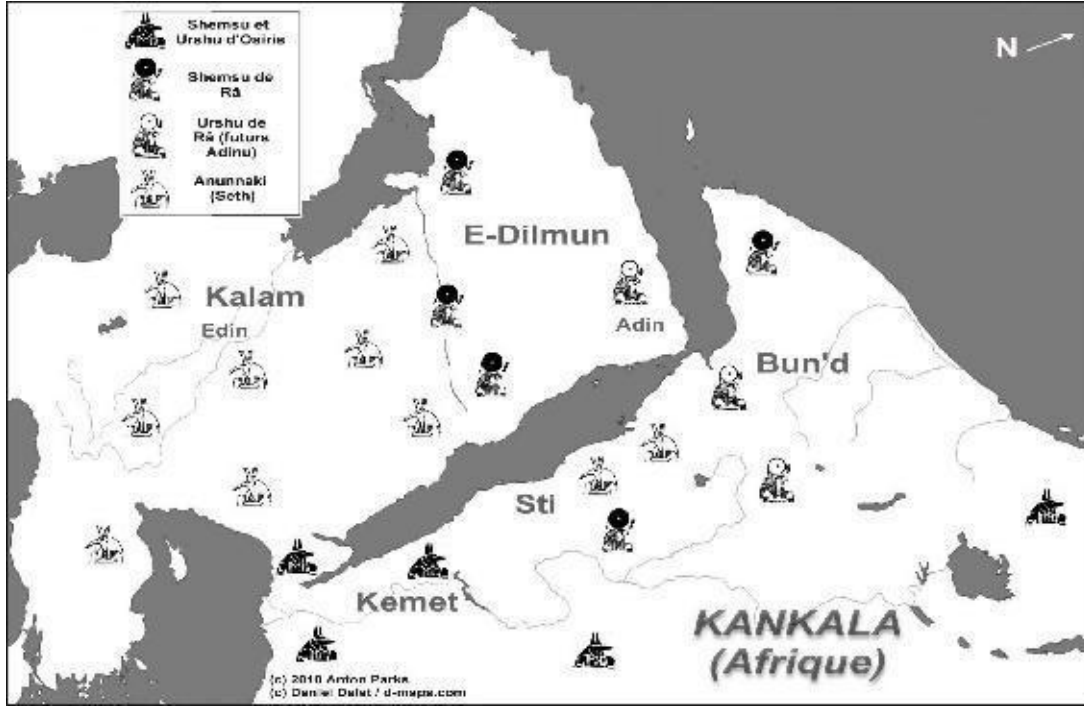 Shemsu et
Urshu d'Osiris
Shemsu de
Râ
Urshu de
Râ (future
Adinu)
Anunnaki
(Seth)
N
E-Dilmun
Kalam
Edin
Adin
Bun'd
Sti
Kemet
KANKALA
(Afrique)
(c) 2010 Anton Parks
(c) Daniel Dalet / d-maps.com